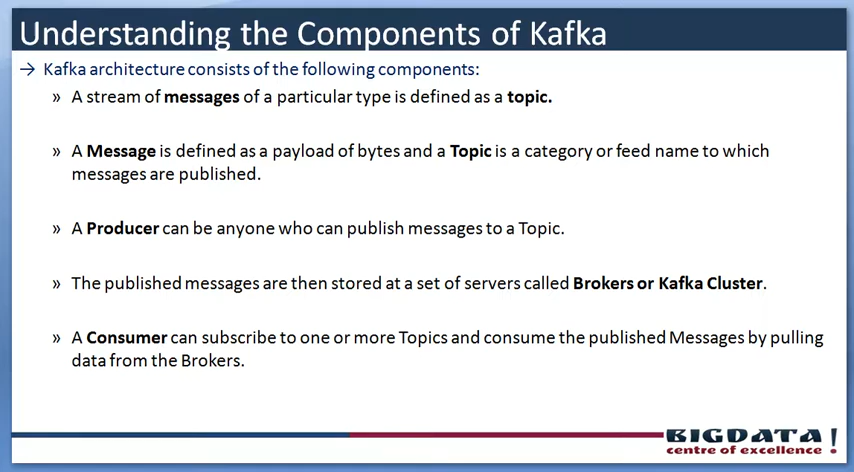 Understanding the Components of Kafka
→ Kafka architecture consists of the following components:
» A stream of messages of a particular type is defined as a topic.
» A Message is defined as a payload of bytes and a Topic is a category or feed name to which
messages are published.
» A Producer can be anyone who can publish messages to a Topic.
» The published messages are then stored at a set of servers called Brokers or Kafka Cluster.
» A Consumer can subscribe to one or more Topics and consume the published Messages by pulling
data from the Brokers.
BIGDATA!
centre of excellence